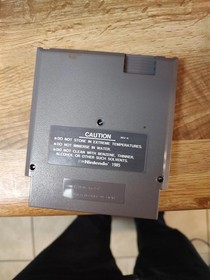 CAUTION
●DO NOT STORE IN EXTREME TEMPERATURES.
●DO NOT IMMERSE IN WATER.
●DO NOT CLEAN WITH BENZENE, THINNER,
ALCOHOL OR OTHER SUCH SOLVENTS.
©Nintendo 1985